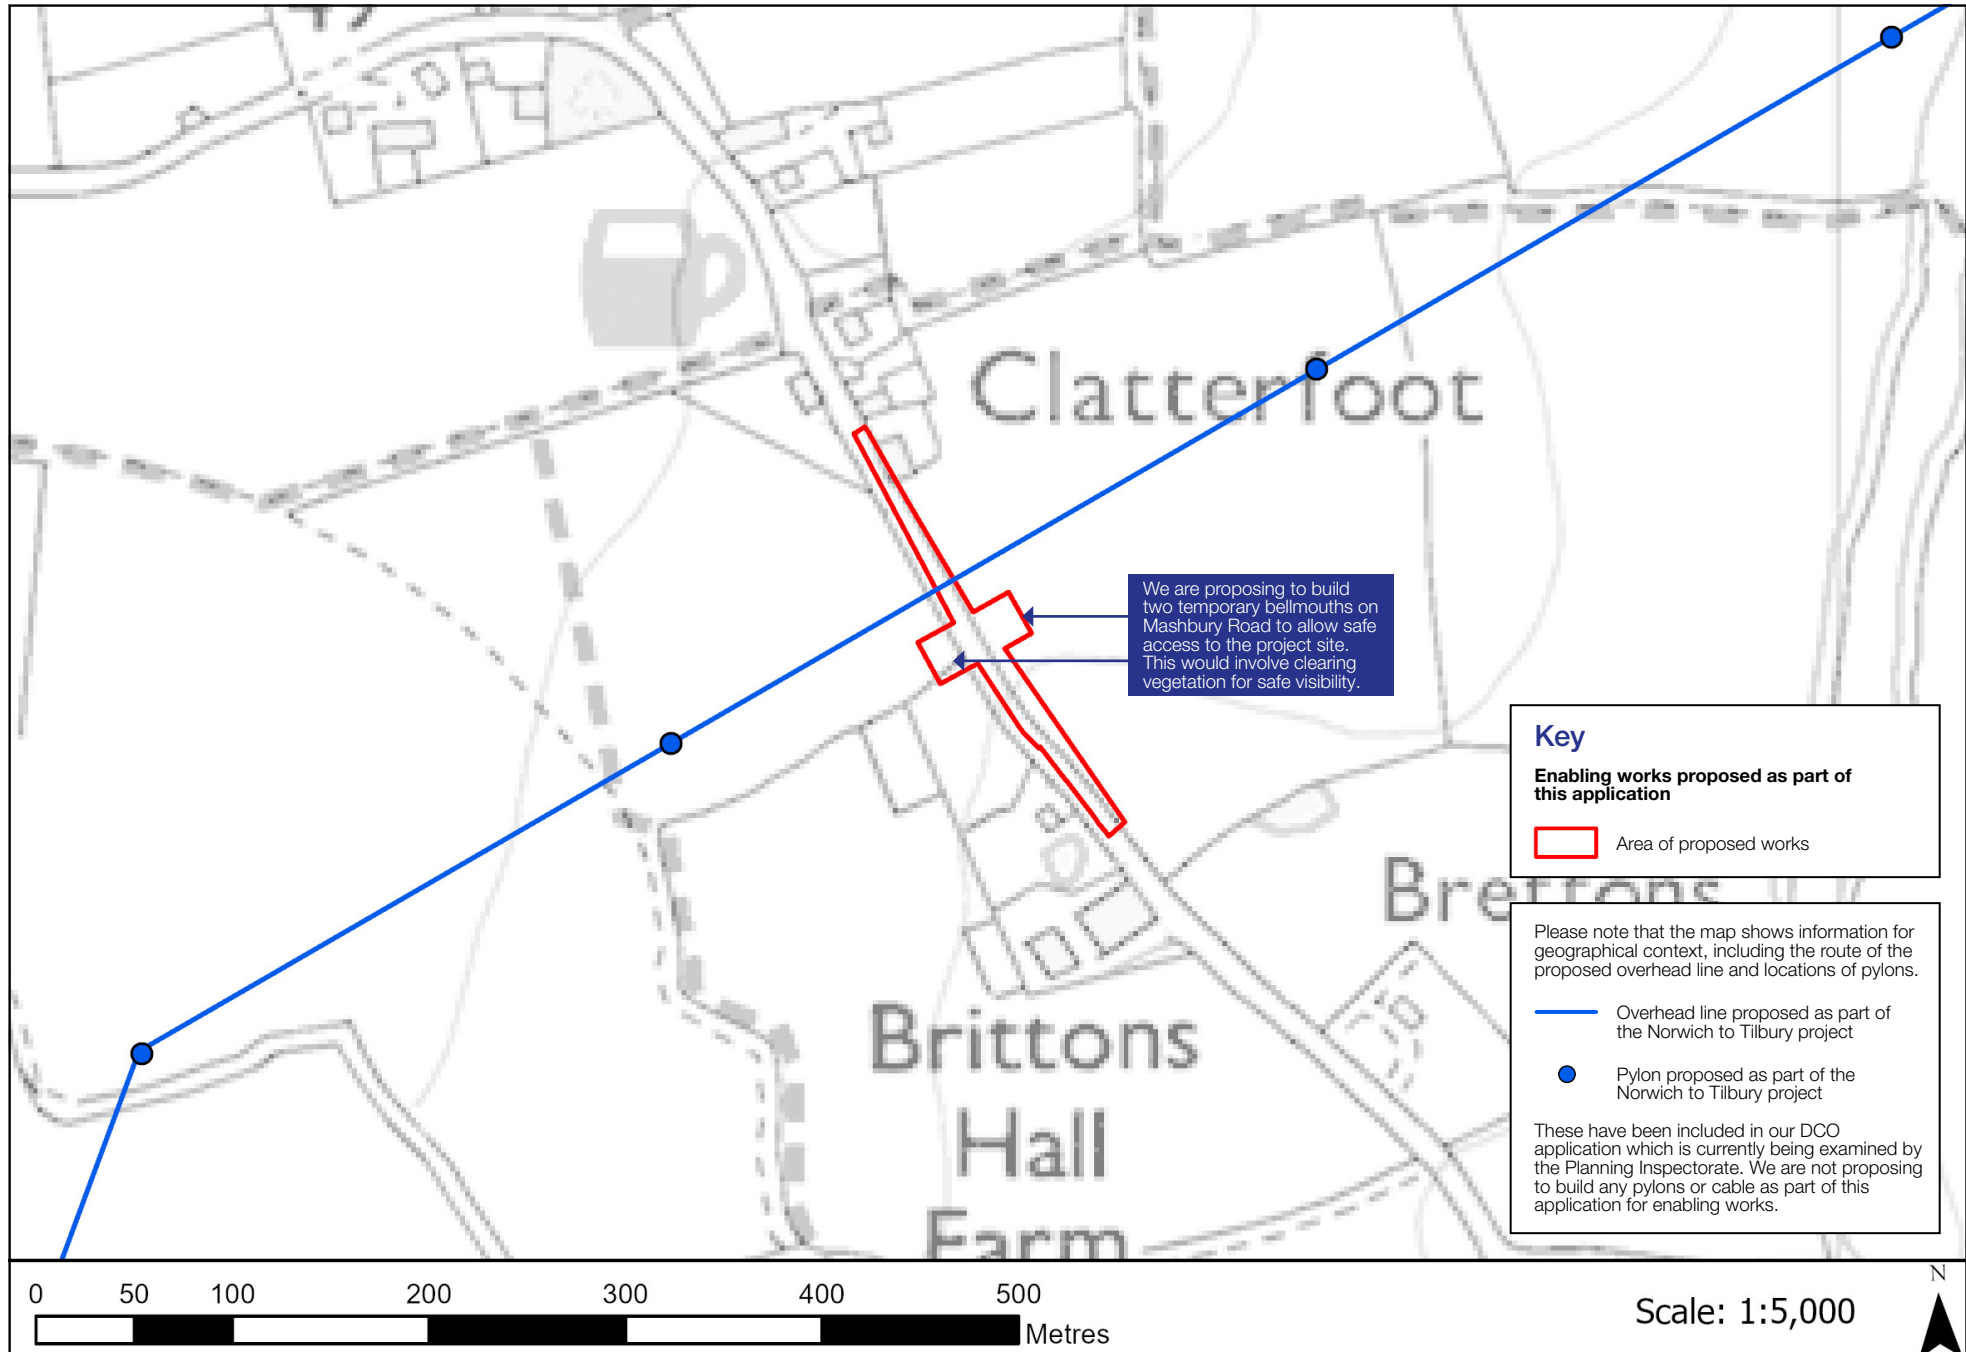 Clatterfoot
We are proposing to build
two temporary bellmouths on
Mashbury Road to allow safe
access to the project site.
This would involve clearing
vegetation for safe visibility.
Key
Enabling works proposed as part of
this application
Area of proposed works
Brettons
Please note that the map shows information for
geographical context, including the route of the
proposed overhead line and locations of pylons.
Overhead line proposed as part of
the Norwich to Tilbury project
Pylon proposed as part of the
Norwich to Tilbury project
These have been included in our DCO
application which is currently being examined by
the Planning Inspectorate. We are not proposing
to build any pylons or cable as part of this
application for enabling works.
Brittons
Hall
Farm
0 50 100 200 300 400 500
Metres
Scale: 1:5,000
N